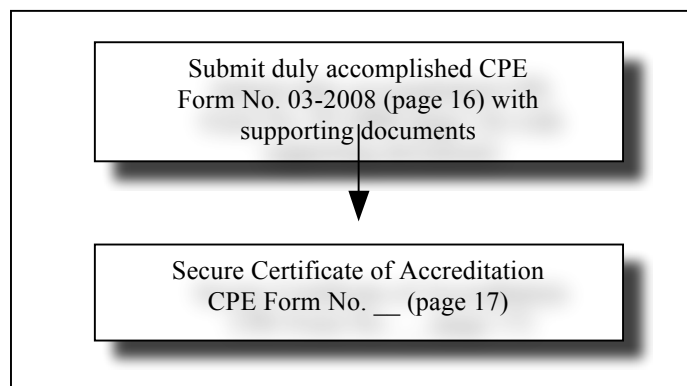 Submit duly accomplished CPE
Form No. 03-2008 (page 16) with
supporting documents
Secure Certificate of Accreditation
CPE Form No. __ (page 17)